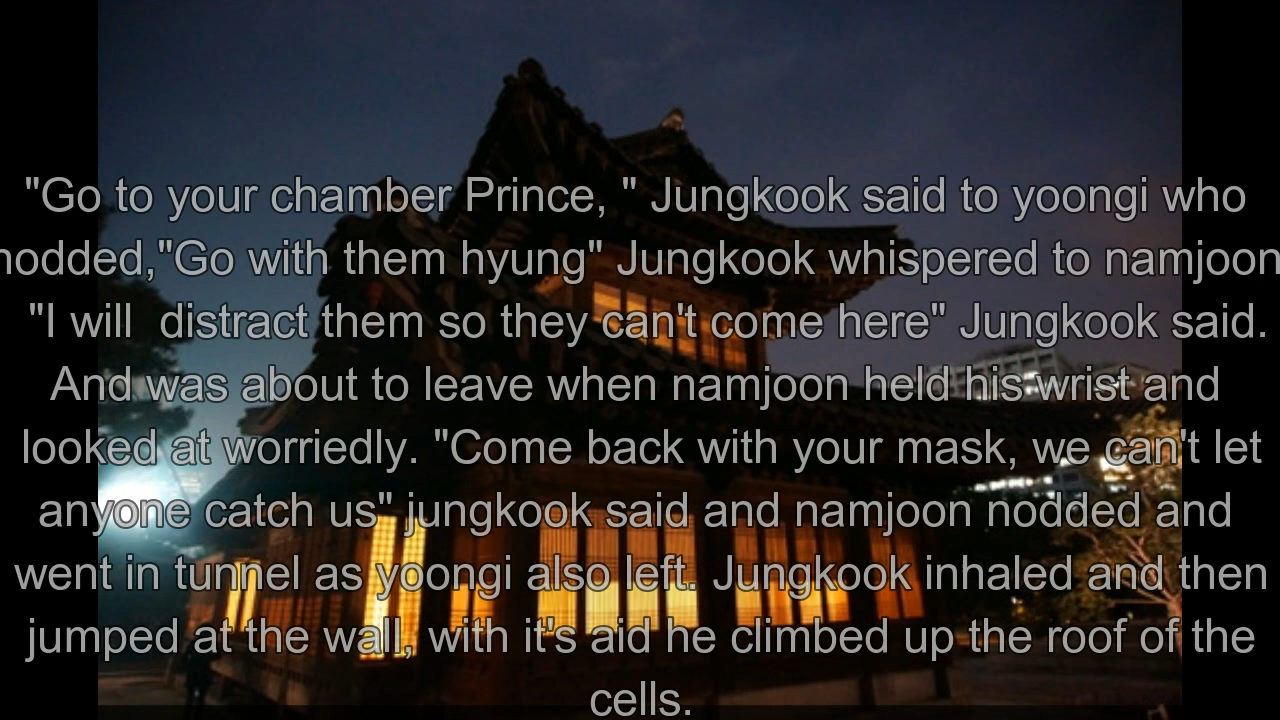 "Go to your chamber Prince, " Jungkook said to yoongi who
nodded,"Go with them hyung" Jungkook whispered to namjoon
"I will  distract them so they can't come here" Jungkook said.
And was about to leave when namjoon held his wrist and
looked at worriedly. "Come back with your mask, we can't let
anyone catch us" jungkook said and namjoon nodded and
went in tunnel as yoongi also left. Jungkook inhaled and then
jumped at the wall, with it's aid he climbed up the roof of the
cells.